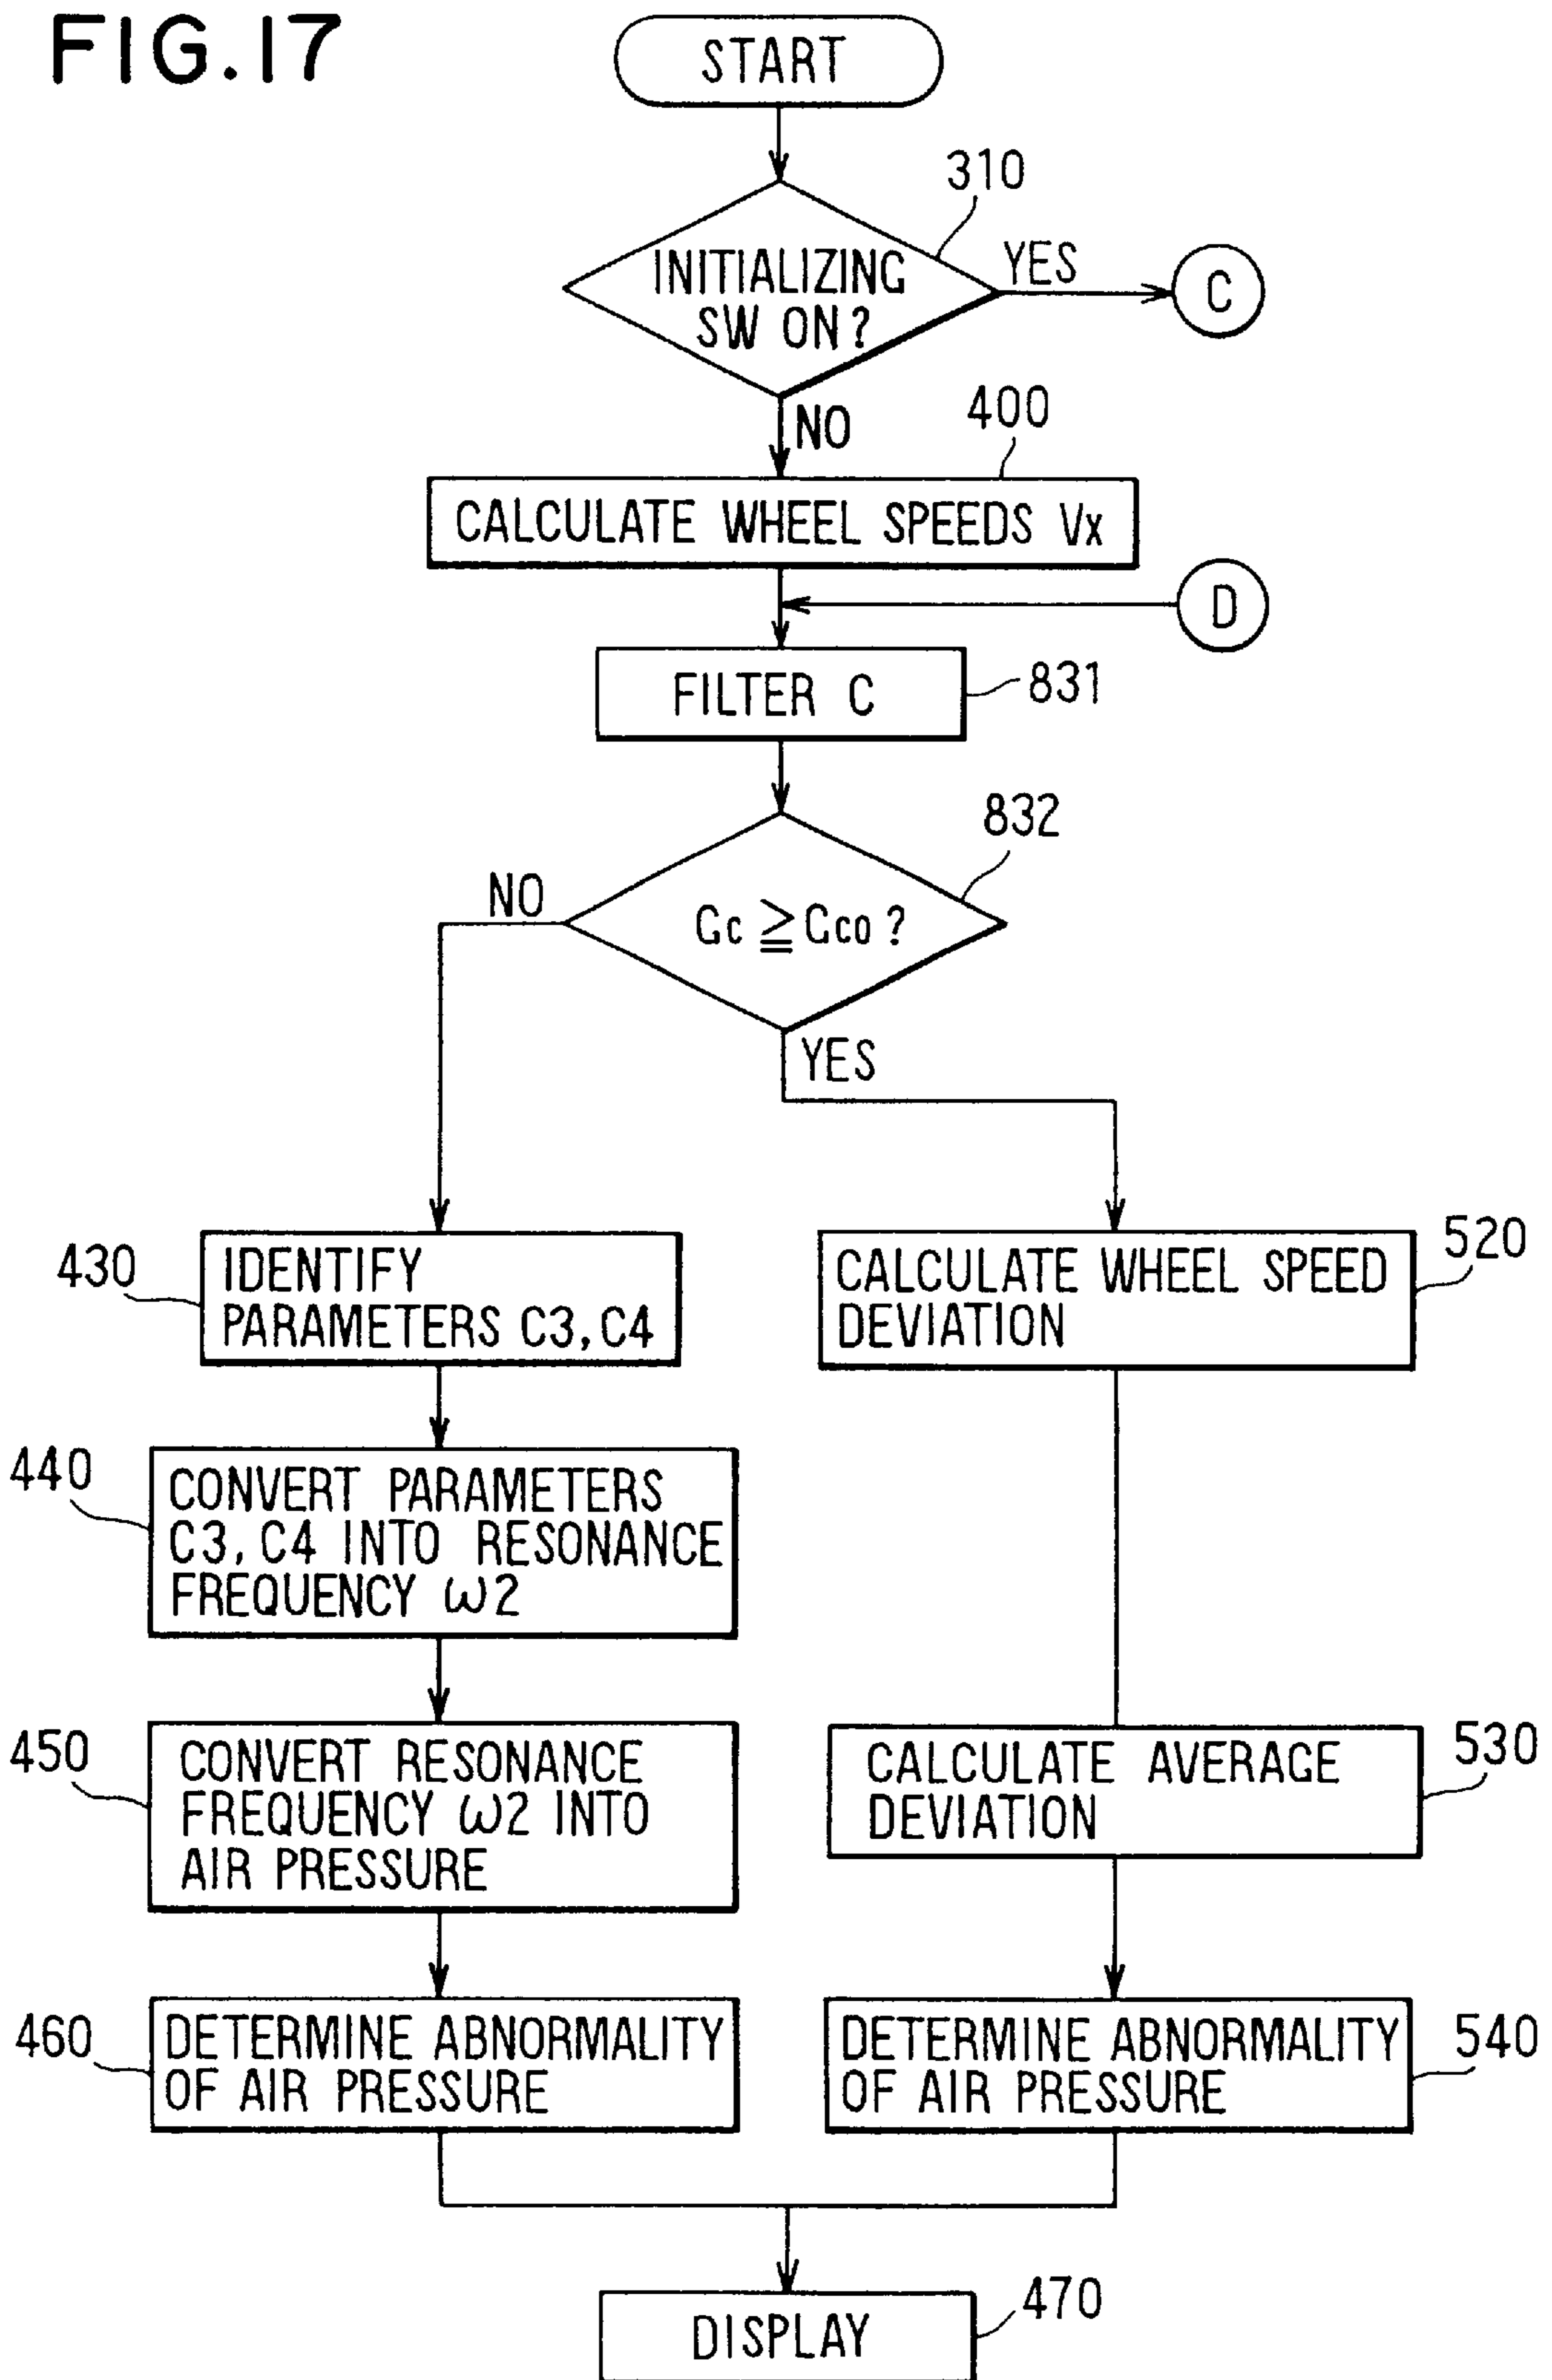 FIG.17
START
310
INITIALIZING
SW ON?
YES
C
NO
400
CALCULATE WHEEL SPEEDS Vx
D
FILTER C
831
832
Gc ≧ Gco ?
NO
YES
430
IDENTIFY
PARAMETERS C3, C4
520
CALCULATE WHEEL SPEED
DEVIATION
440
CONVERT PARAMETERS
C3, C4 INTO RESONANCE
FREQUENCY ω2
450
CONVERT RESONANCE
FREQUENCY ω2 INTO
AIR PRESSURE
530
CALCULATE AVERAGE
DEVIATION
460
DETERMINE ABNORMALITY
OF AIR PRESSURE
540
DETERMINE ABNORMALITY
OF AIR PRESSURE
470
DISPLAY